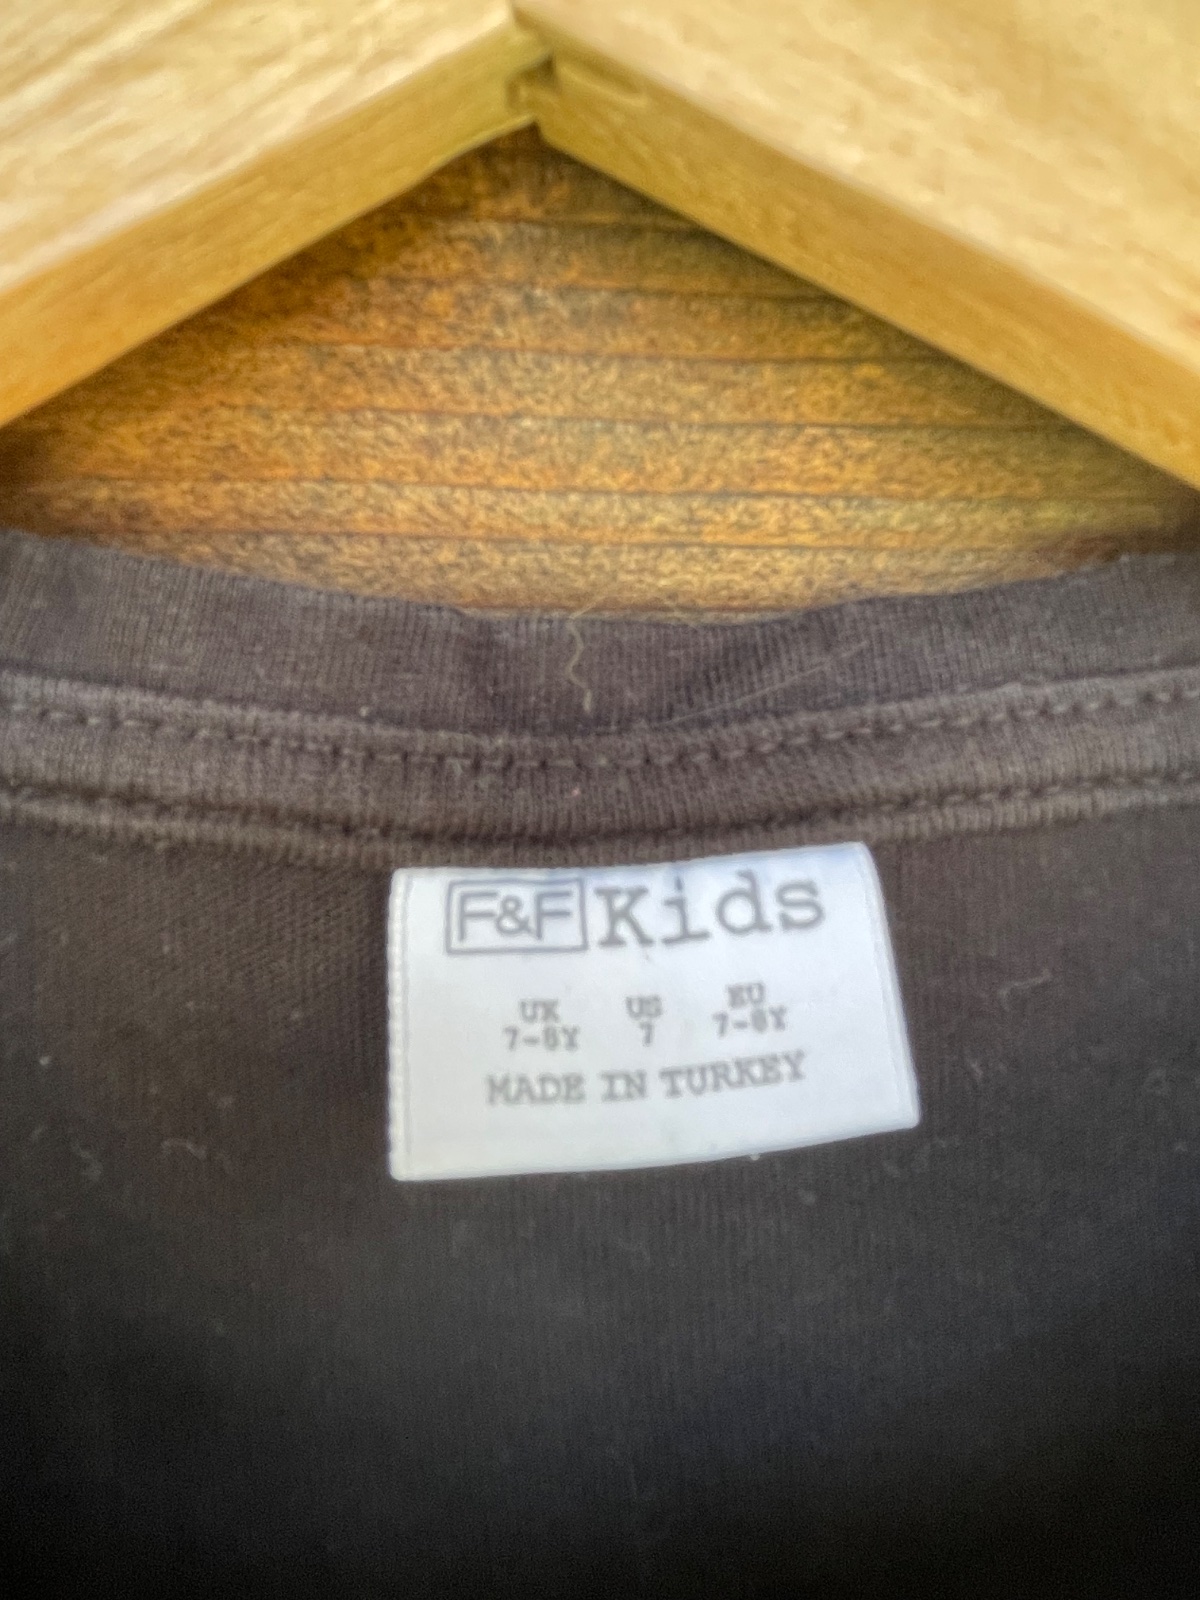 F&F Kids
UK US EU
7-8Y 7 7-8Y
MADE IN TURKEY